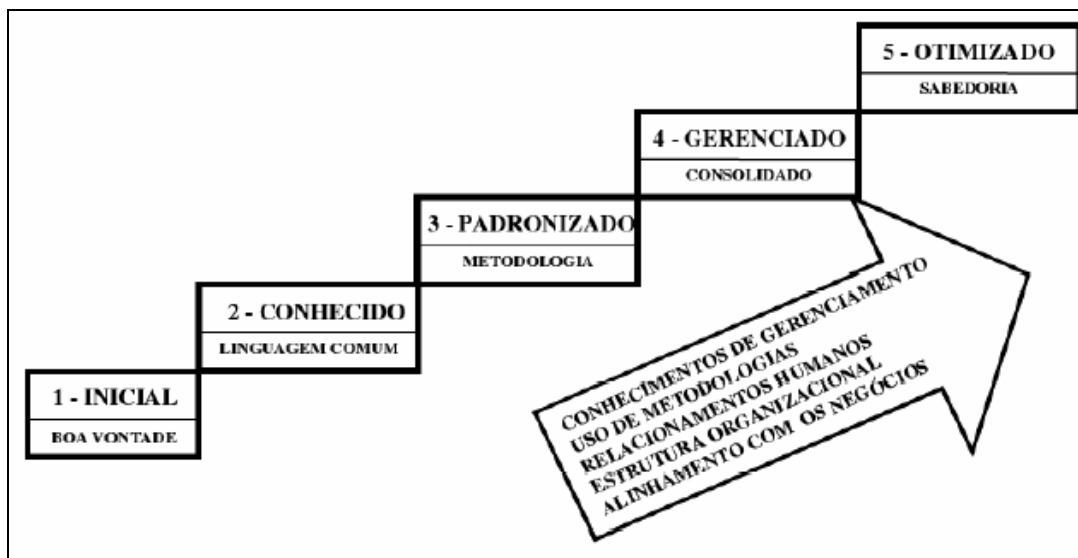 5 - OTIMIZADO
SABEDORIA
4 - GERENCIADO
CONSOLIDADO
3 - PADRONIZADO
METODOLOGIA
2 - CONHECIDO
LINGUAGEM COMUM
1 - INICIAL
BOA VONTADE
CONHECIMENTOS DE GERENCIAMENTO
USO DE METODOLOGIAS
RELACIONAMENTOS HUMANOS
ESTRUTURA ORGANIZACIONAL
ALINHAMENTO COM OS NEGÓCIOS